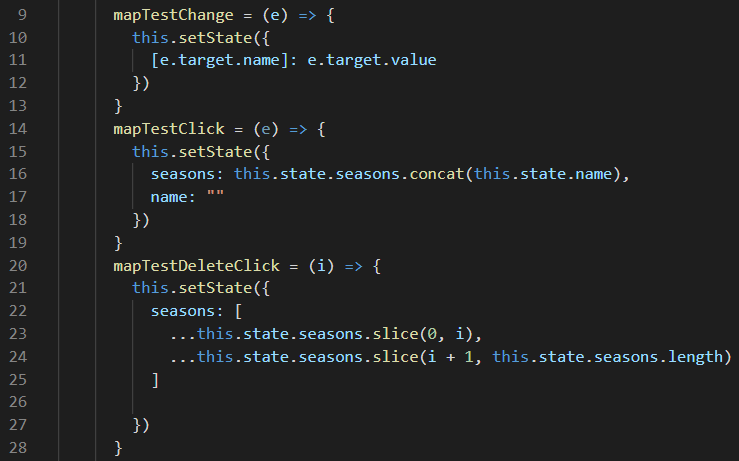 9 mapTestChange = (e) => {
10 this.setState({
11 [e.target.name]: e.target.value
12 })
13 }
14 mapTestClick = (e) => {
15 this.setState({
16 seasons: this.state.seasons.concat(this.state.name),
17 name: ""
18 })
19 }
20 mapTestDeleteClick = (i) => {
21 this.setState({
22 seasons: [
23 ...this.state.seasons.slice(0, i),
24 ...this.state.seasons.slice(i + 1, this.state.seasons.length)
25 ]
26
27 })
28 }